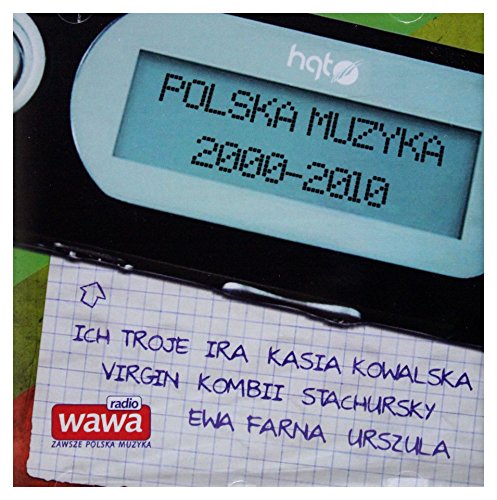 hqt
POLSKA MUZYKA
2000-2010
ICH TROJE IRA KASIA KOWALSKA
VIRGIN KOMBII STACHURSKY
EWA FARNA URSZULA
radio
wawa
ZAWSZE POLSKA MUZYKA